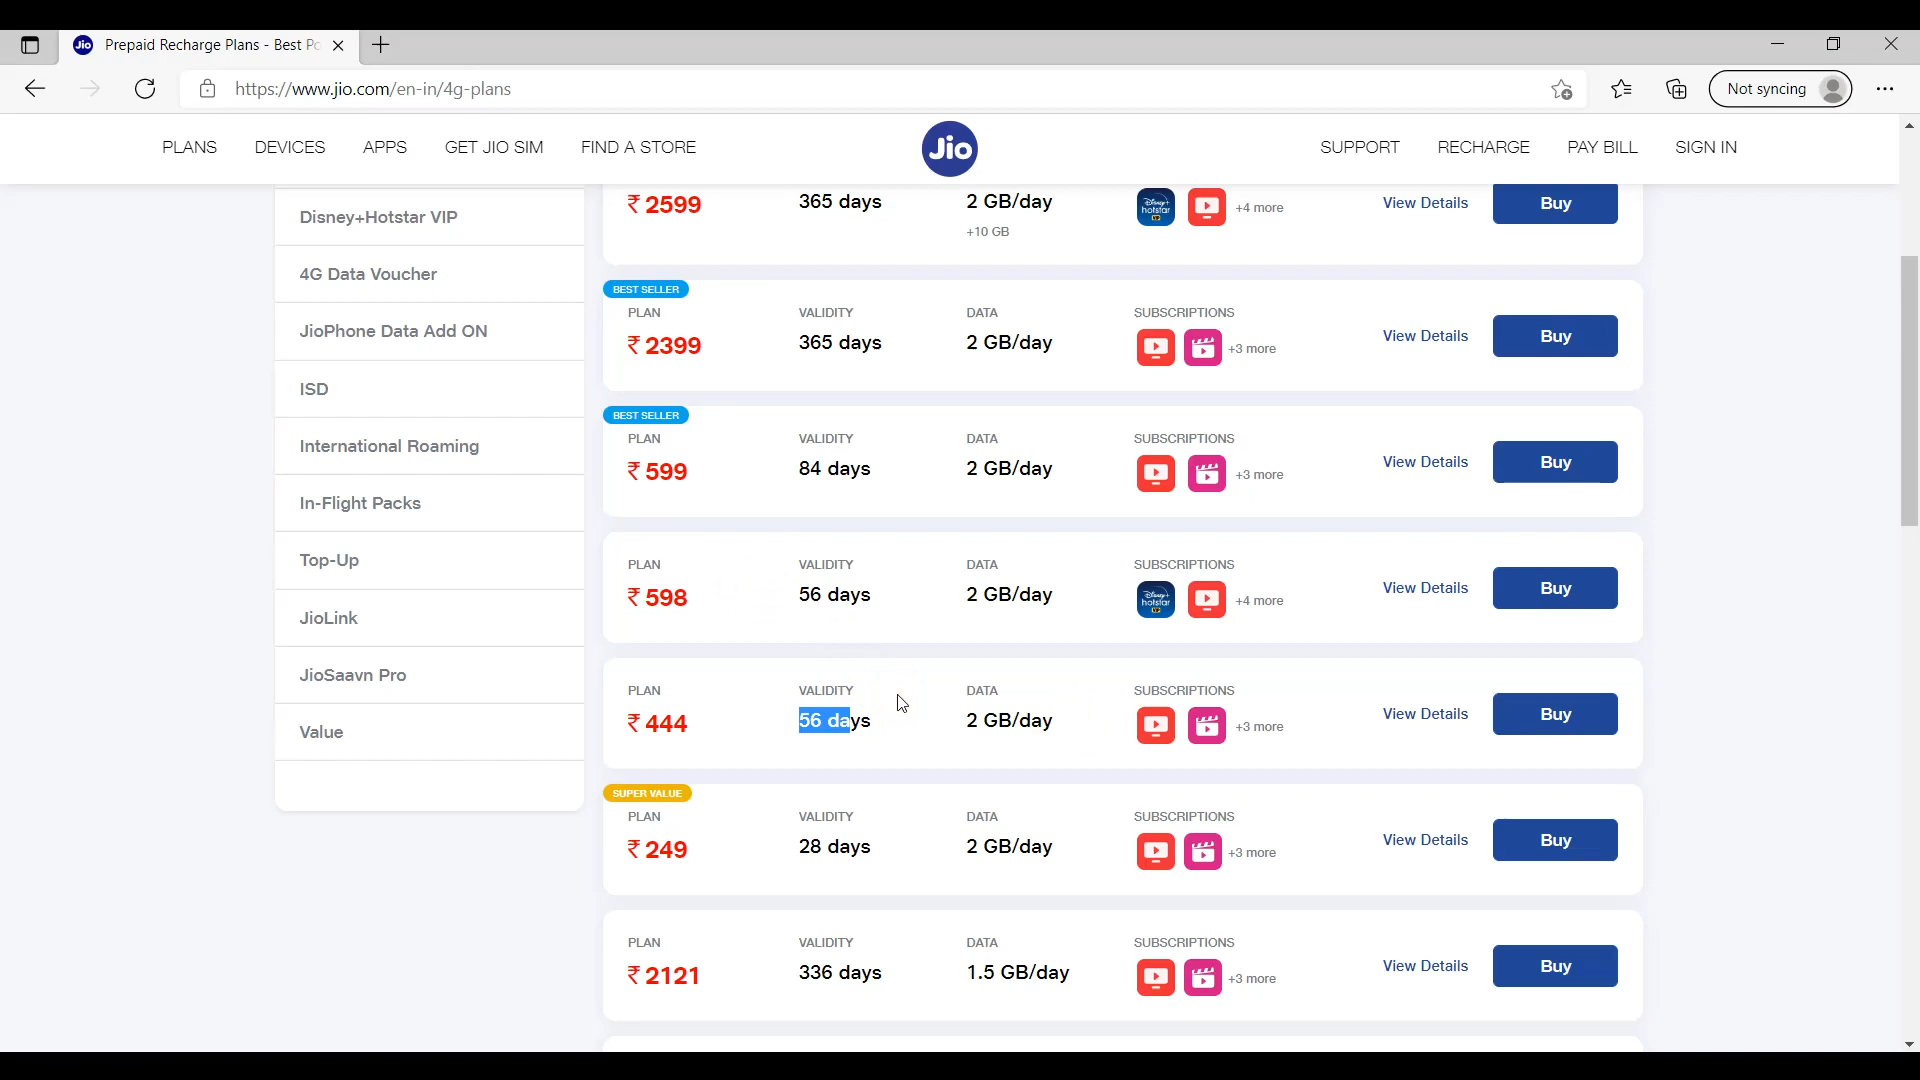 Jio Prepaid Recharge Plans - Best Po
https://www.jio.com/en-in/4g-plans
Not syncing
PLANS DEVICES APPS GET JIO SIM FIND A STORE Jio SUPPORT RECHARGE PAY BILL SIGN IN
Disney+Hotstar VIP
4G Data Voucher
JioPhone Data Add ON
ISD
International Roaming
In-Flight Packs
Top-Up
JioLink
JioSaavn Pro
Value
₹ 2599 365 days 2 GB/day Disney+ hotstar VIP +4 more View Details Buy
+10 GB
BEST SELLER
PLAN VALIDITY DATA SUBSCRIPTIONS
₹ 2399 365 days 2 GB/day +3 more View Details Buy
BEST SELLER
PLAN VALIDITY DATA SUBSCRIPTIONS
₹ 599 84 days 2 GB/day +3 more View Details Buy
PLAN VALIDITY DATA SUBSCRIPTIONS
₹ 598 56 days 2 GB/day Disney+ hotstar VIP +4 more View Details Buy
PLAN VALIDITY DATA SUBSCRIPTIONS
₹ 444 56 days 2 GB/day +3 more View Details Buy
SUPER VALUE
PLAN VALIDITY DATA SUBSCRIPTIONS
₹ 249 28 days 2 GB/day +3 more View Details Buy
PLAN VALIDITY DATA SUBSCRIPTIONS
₹ 2121 336 days 1.5 GB/day +3 more View Details Buy